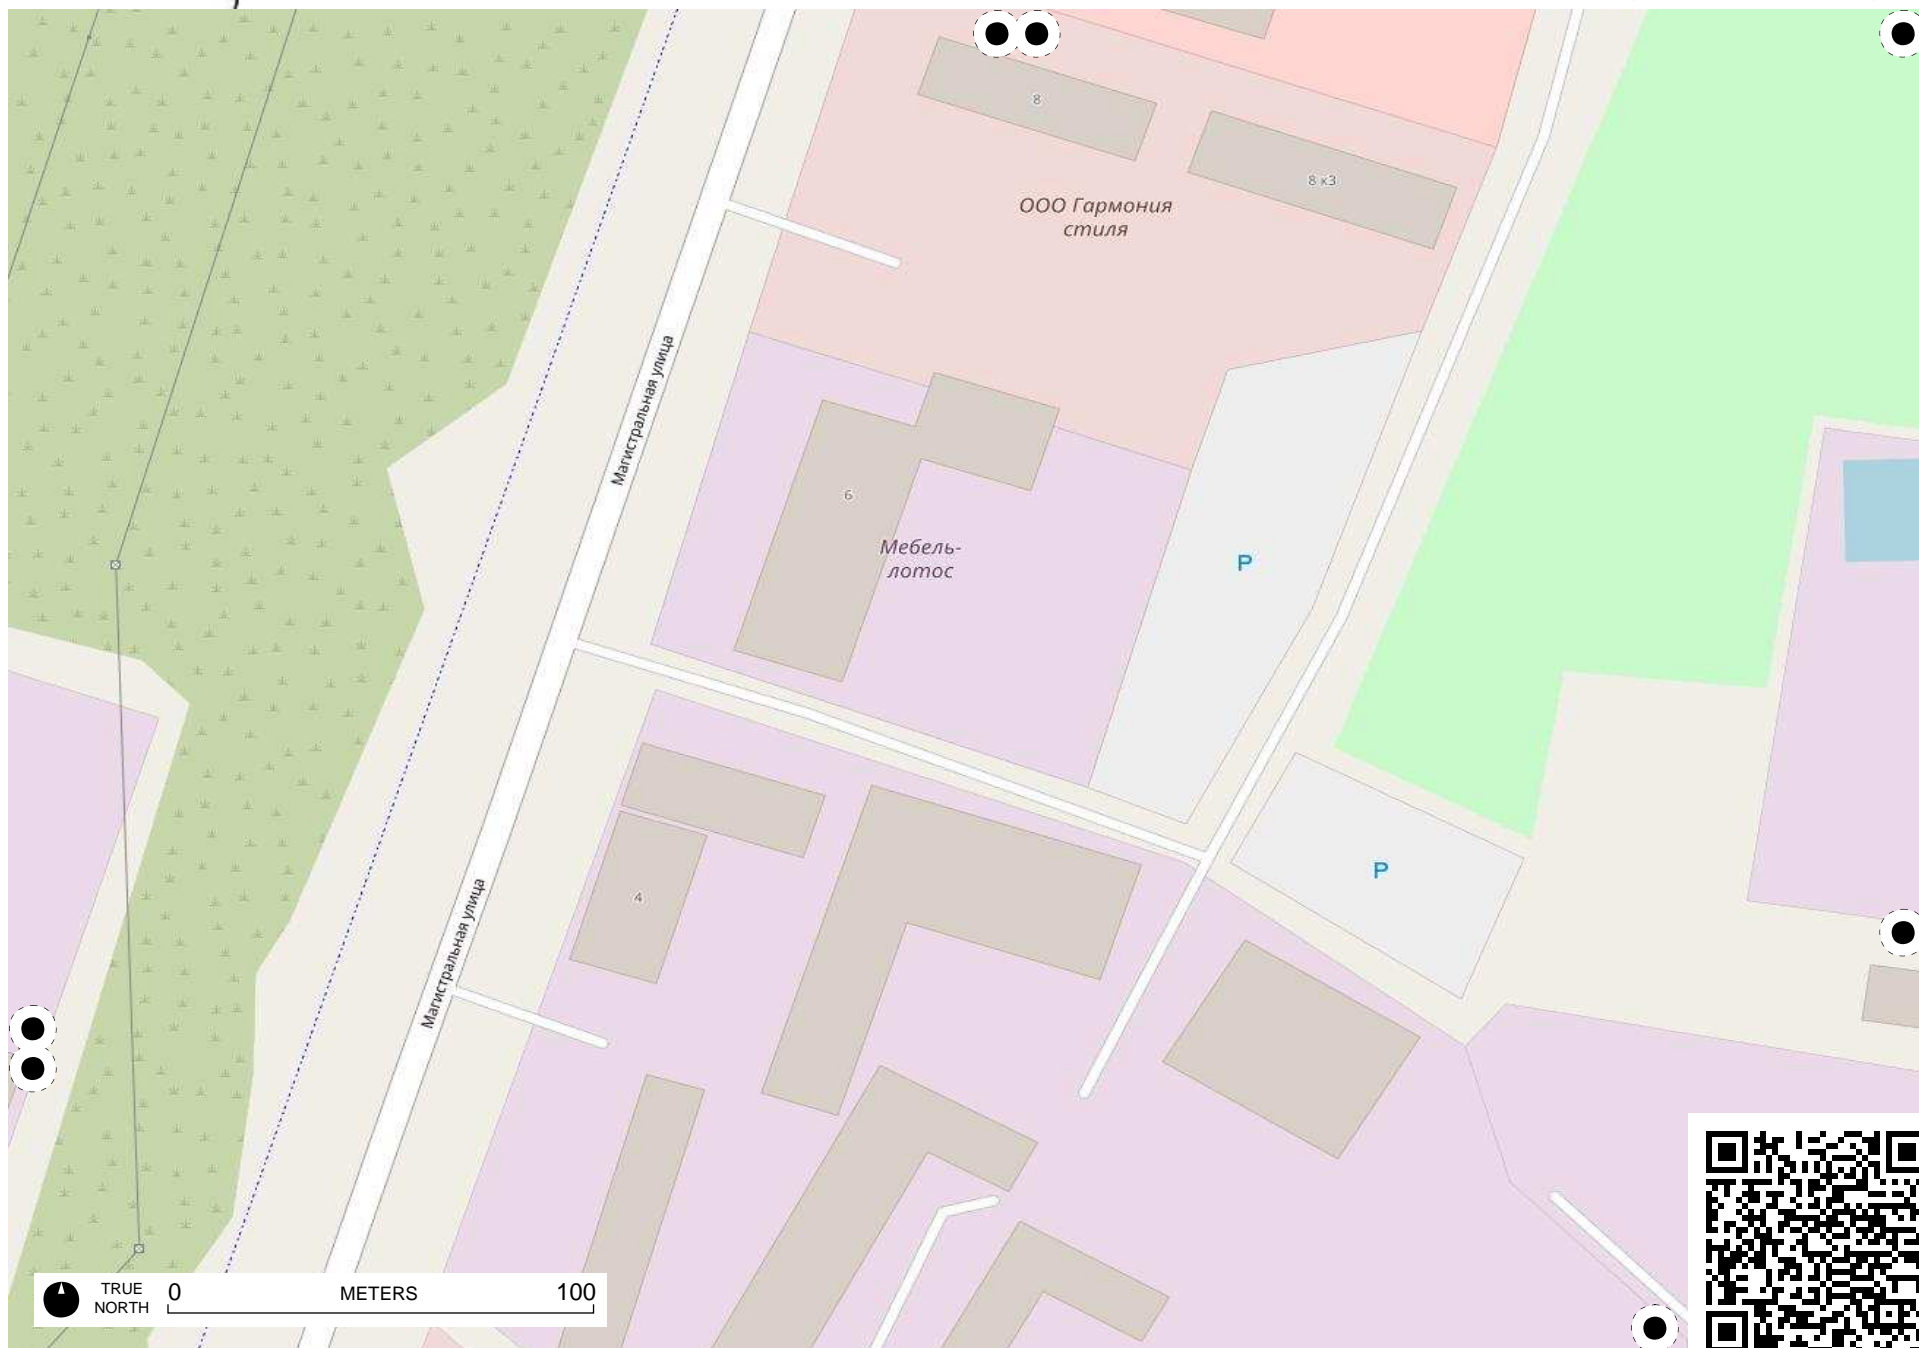 8
8 к3
ООО Гармония
стиля
Магистральная улица
6
Мебель-
лотос
P
P
4
Магистральная улица
TRUE
NORTH
0
METERS
100